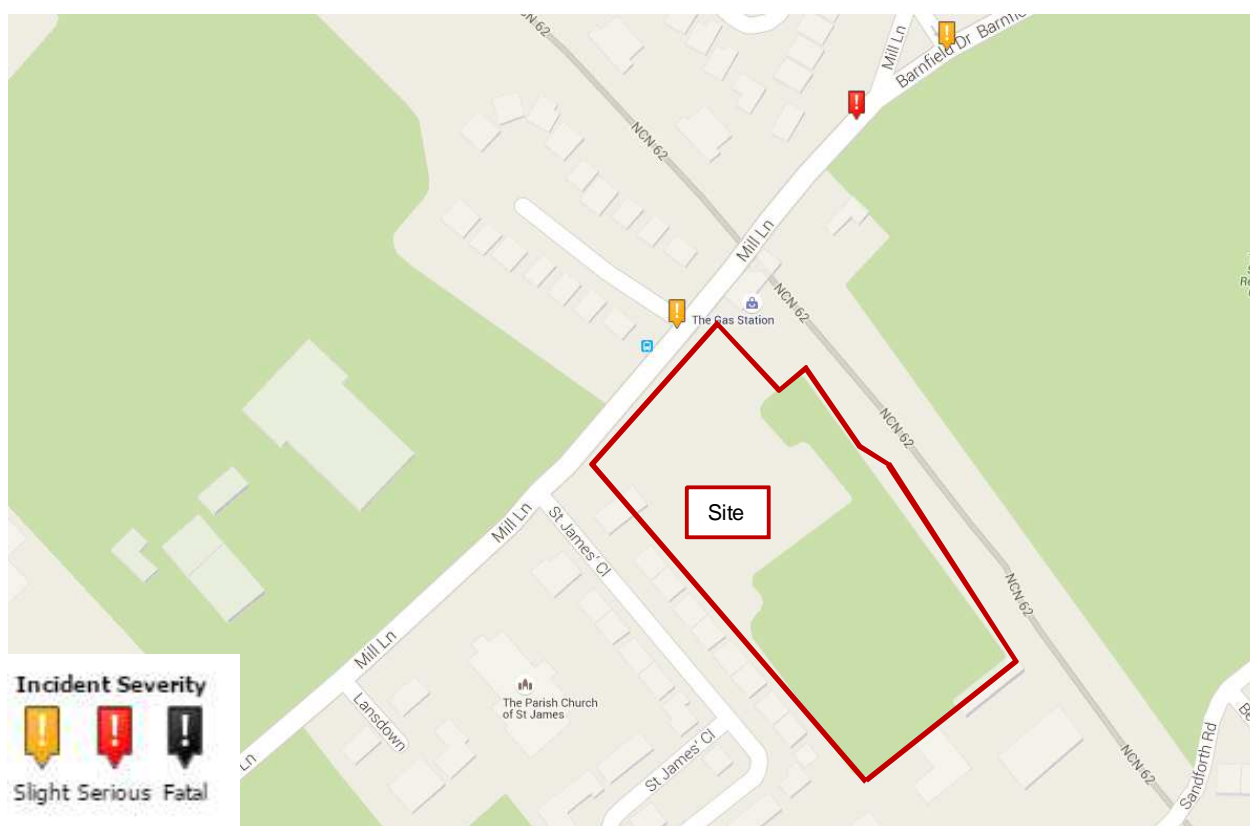 NCN 62
Mill Ln
Barnfield Dr
Barnf
NCN 62
Mill Ln
The Gas Station
NCN 62
NCN 62
Site
Mill Ln
St James' Cl
NCN 62
Mill Ln
The Parish Church
of St James
Lansdown
St James' Cl
Sandforth Rd
NCN 62
Ln
Incident Severity
Slight Serious Fatal